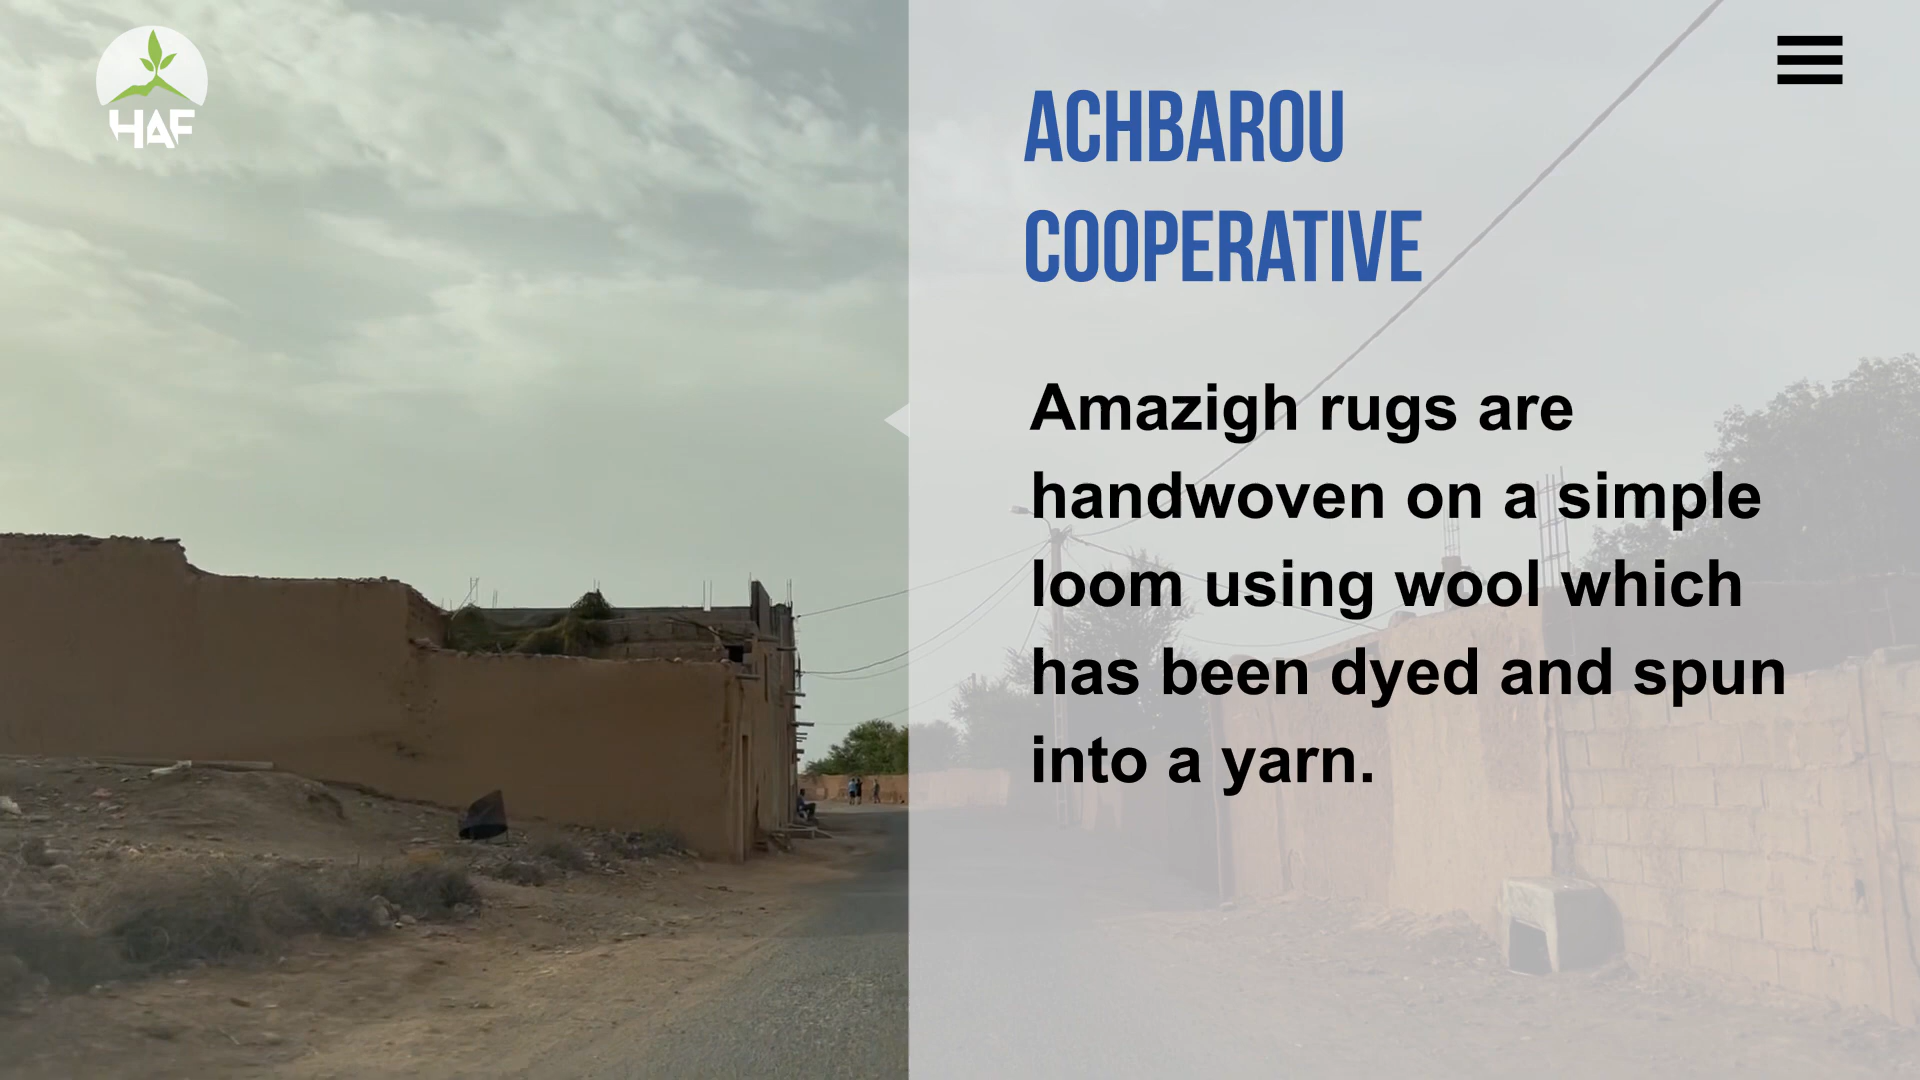 HAF
ACHBAROU
COOPERATIVE
Amazigh rugs are
handwoven on a simple
loom using wool which
has been dyed and spun
into a yarn.